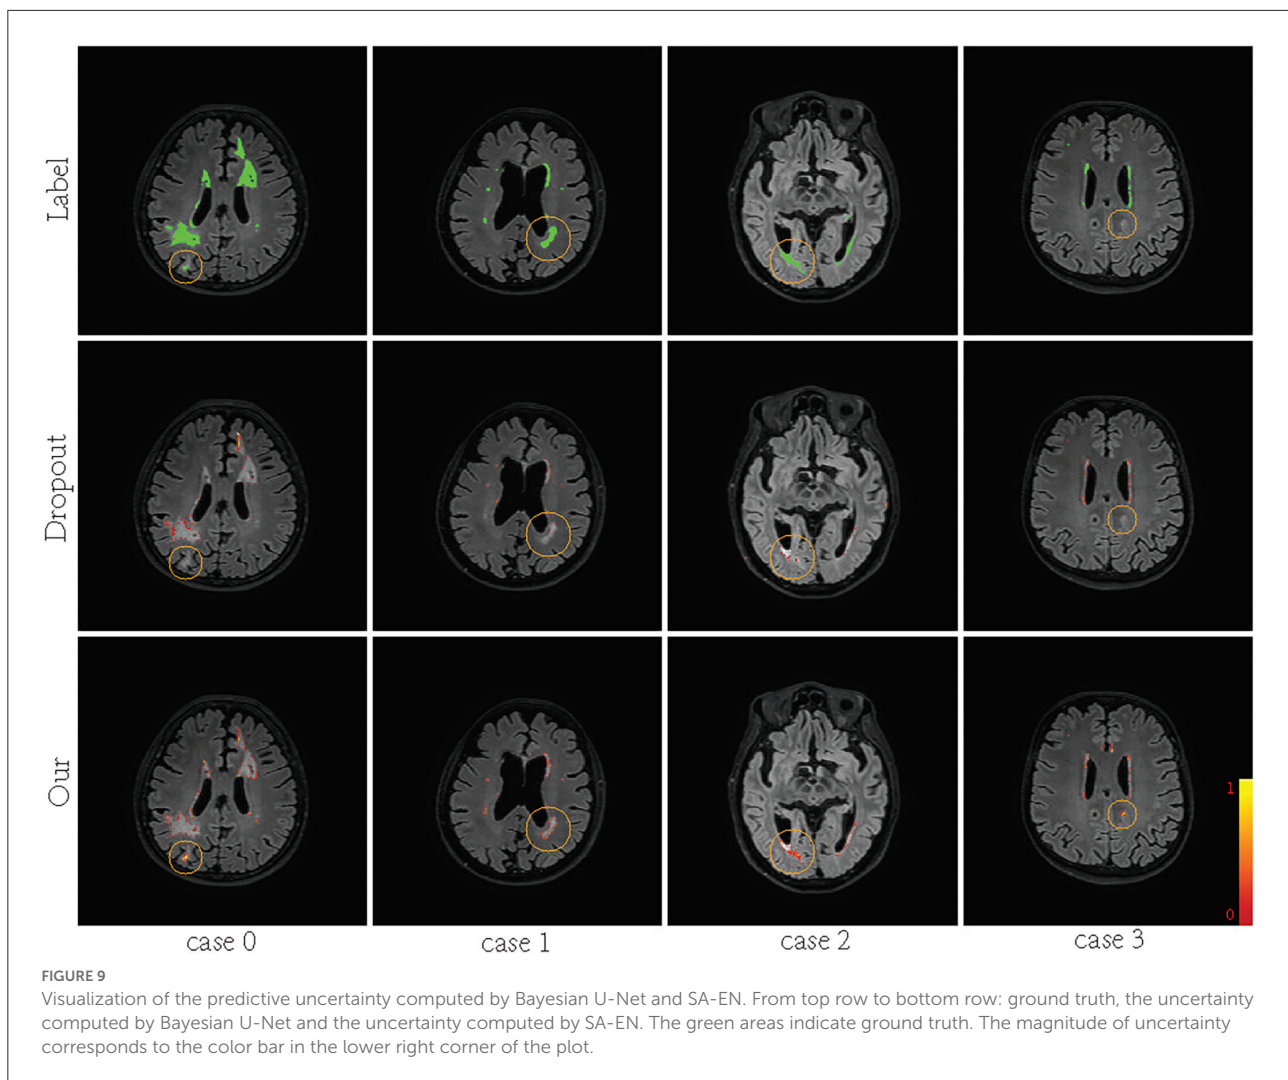 Label
Dropout
Our
1
0
case 0
case 1
case 2
case 3
FIGURE 9
Visualization of the predictive uncertainty computed by Bayesian U-Net and SA-EN. From top row to bottom row: ground truth, the uncertainty
computed by Bayesian U-Net and the uncertainty computed by SA-EN. The green areas indicate ground truth. The magnitude of uncertainty
corresponds to the color bar in the lower right corner of the plot.